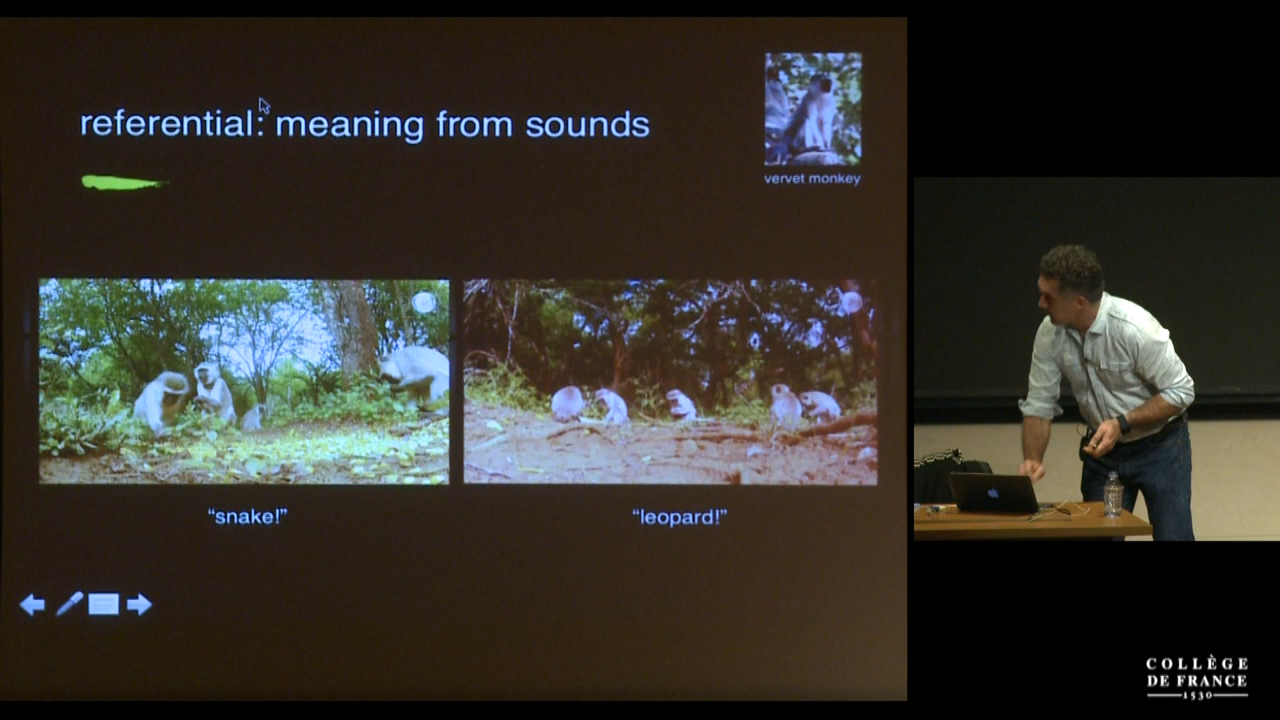 referential: meaning from sounds
vervet monkey
“snake!”
“leopard!”
COLLÈGE
DE FRANCE
1530